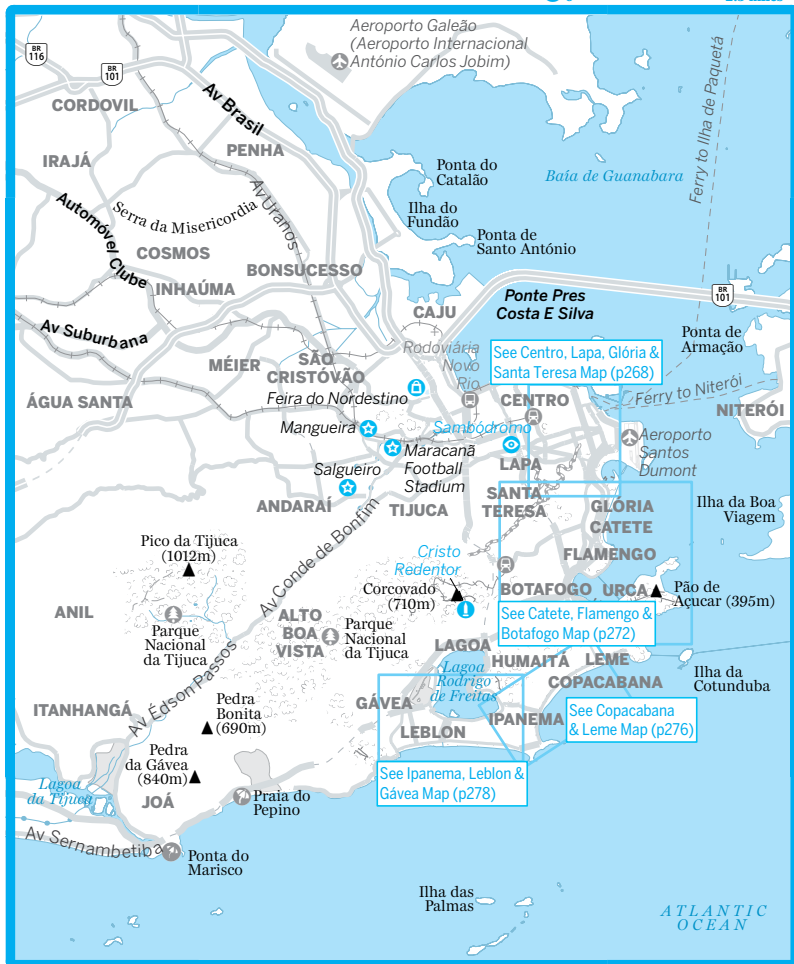 Aeroporto Galeão
(Aeroporto Internacional
António Carlos Jobim)
BR
116
BR
101
CORDOVIL
Av Brasil
PENHA
IRAJÁ
Av Uranos
Ponta do
Catalão
Baía de Guanabara
Ferry to Ilha de Paquetá
Automóvel Clube
Serra da Misericordia
Ilha do
Fundão
Ponta de
Santo António
COSMOS
BONSUCESSO
INHAÚMA
BR
101
Ponte Pres
Costa E Silva
CAJU
Av Suburbana
Ponta de
Armação
Rodoviária
Novo
Rio
See Centro, Lapa, Glória &
Santa Teresa Map (p268)
MÉIER
SÃO
CRISTÓVÃO
Feira do Nordestino
CENTRO
Ferry to Niterói
ÁGUA SANTA
NITERÓI
Mangueira
Sambódromo
Maracanã
Football
Stadium
Aeroporto
Santos
Dumont
LAPA
Salgueiro
SANTA
TERESA
ANDARAÍ
TIJUCA
GLÓRIA
CATETE
Ilha da Boa
Viagem
Av Conde de Bonfim
Pico da Tijuca
(1012m)
Cristo
Redentor
FLAMENGO
Corcovado
(710m)
BOTAFOGO
URCA
Pão de
Açucar (395m)
ANIL
Parque
Nacional
da Tijuca
ALTO
BOA
VISTA
Parque
Nacional
da Tijuca
See Catete, Flamengo &
Botafogo Map (p272)
LAGOA
HUMAITÁ
LEME
Lagoa
Rodrigo
de Freitas
COPACABANA
Ilha da
Cotunduba
Av Édson Passos
ITANHANGÁ
Pedra
Bonita
(690m)
GÁVEA
IPANEMA
LEBLON
See Copacabana
& Leme Map (p276)
Pedra
da Gávea
(840m)
See Ipanema, Leblon &
Gávea Map (p278)
Lagoa
da Tijuca
JOÁ
Praia do
Pepino
Av Sernambetiba
Ponta do
Marisco
Ilha das
Palmas
ATLANTIC
OCEAN